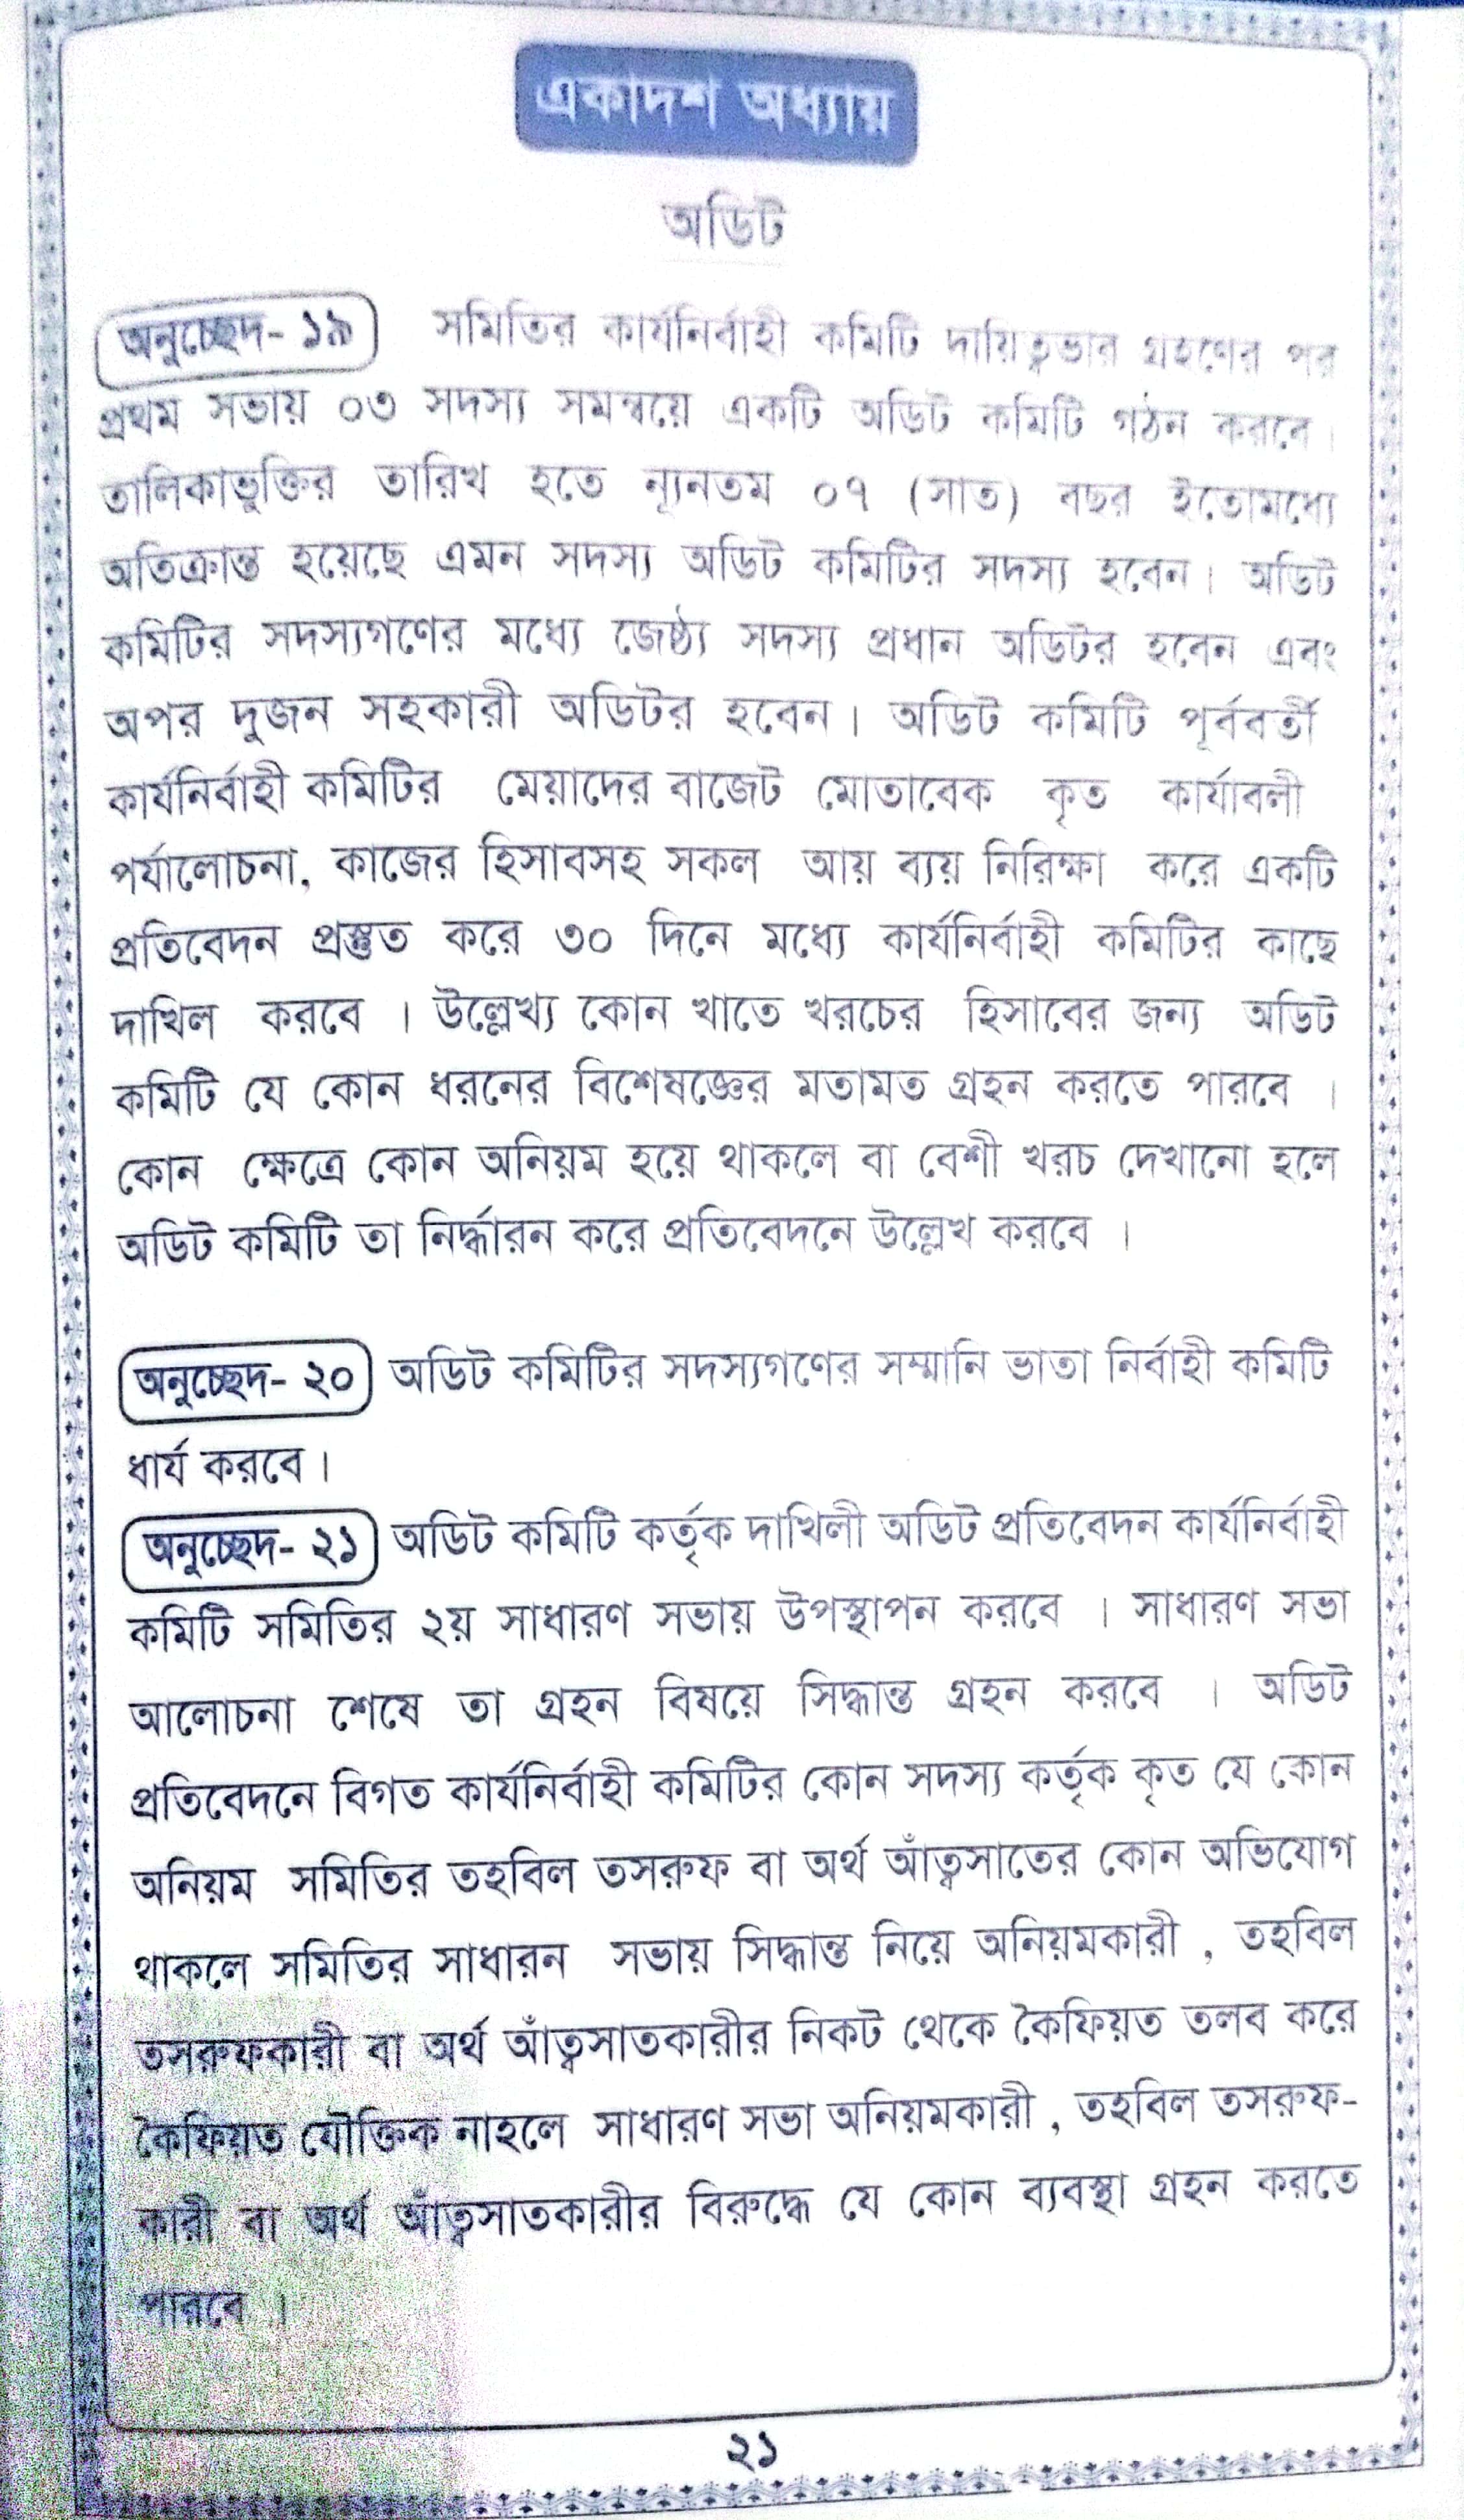 একাদশ অধ্যায়
অডিট
অনুচ্ছেদ- ১৯ সমিতির কার্যনির্বাহী কমিটি দায়িত্বভার গ্রহণের পর
প্রথম সভায় ০৩ সদস্য সমন্বয়ে একটি অডিট কমিটি গঠন করবে।
তালিকাভুক্তির তারিখ হতে ন্যূনতম ০৭ (সাত) বছর ইতোমধ্যে
অতিক্রান্ত হয়েছে এমন সদস্য অডিট কমিটির সদস্য হবেন। অডিট
কমিটির সদস্যগণের মধ্যে জেষ্ঠ্য সদস্য প্রধান অডিটর হবেন এবং
অপর দুজন সহকারী অডিটর হবেন। অডিট কমিটি পূর্ববর্তী
কার্যনির্বাহী কমিটির মেয়াদের বাজেট মোতাবেক কৃত কার্যাবলী
পর্যালোচনা, কাজের হিসাবসহ সকল আয় ব্যয় নিরিক্ষা করে একটি
প্রতিবেদন প্রস্তুত করে ৩০ দিনে মধ্যে কার্যনির্বাহী কমিটির কাছে
দাখিল করবে । উল্লেখ্য কোন খাতে খরচের হিসাবের জন্য অডিট
কমিটি যে কোন ধরনের বিশেষজ্ঞের মতামত গ্রহন করতে পারবে ।
কোন ক্ষেত্রে কোন অনিয়ম হয়ে থাকলে বা বেশী খরচ দেখানো হলে
অডিট কমিটি তা নির্দ্ধারন করে প্রতিবেদনে উল্লেখ করবে ।
অনুচ্ছেদ- ২০ অডিট কমিটির সদস্যগণের সম্মানি ভাতা নির্বাহী কমিটি
ধার্য করবে।
অনুচ্ছেদ- ২১ অডিট কমিটি কর্তৃক দাখিলী অডিট প্রতিবেদন কার্যনির্বাহী
কমিটি সমিতির ২য় সাধারণ সভায় উপস্থাপন করবে । সাধারণ সভা
আলোচনা শেষে তা গ্রহন বিষয়ে সিদ্ধান্ত গ্রহন করবে । অডিট
প্রতিবেদনে বিগত কার্যনির্বাহী কমিটির কোন সদস্য কর্তৃক কৃত যে কোন
অনিয়ম সমিতির তহবিল তসরুফ বা অর্থ আঁত্বসাতের কোন অভিযোগ
থাকলে সমিতির সাধারন সভায় সিদ্ধান্ত নিয়ে অনিয়মকারী , তহবিল
তসরুফকারী বা অর্থ আঁত্বসাতকারীর নিকট থেকে কৈফিয়ত তলব করে
কৈফিয়ত যৌক্তিক নাহলে সাধারণ সভা অনিয়মকারী , তহবিল তসরুফ-
কারী বা অর্থ আঁত্বসাতকারীর বিরুদ্ধে যে কোন ব্যবস্থা গ্রহন করতে
পারবে ।
২১